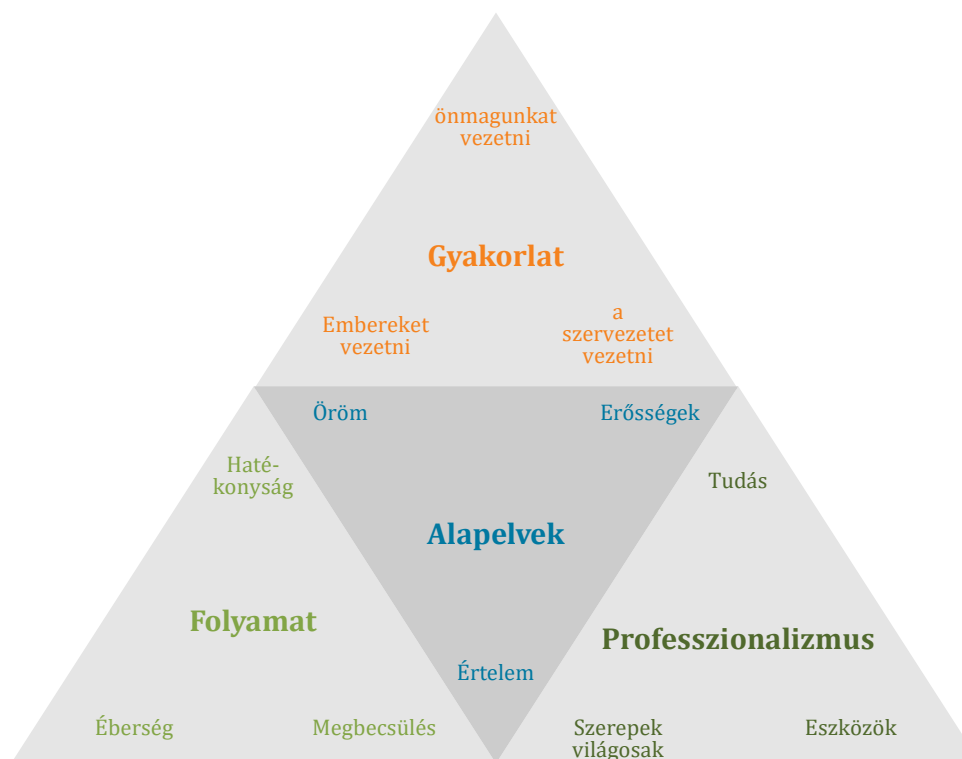 önmagunkat
vezetni
Gyakorlat
Embereket
vezetni
a
szervezetet
vezetni
Öröm
Erősségek
Haté-
konyság
Tudás
Alapelvek
Folyamat
Professzionalizmus
Értelem
Éberség
Megbecsülés
Szerepek
világosak
Eszközök